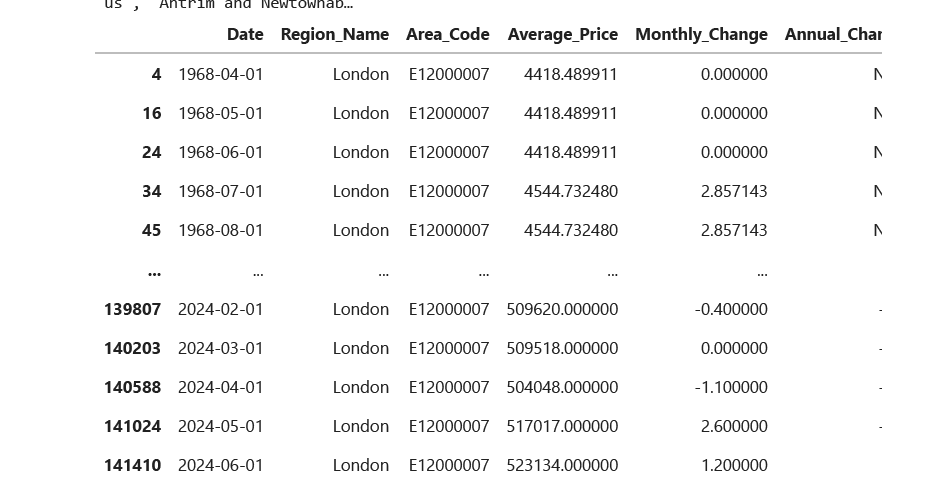 us , Antrim and Newtownab…
Date Region_Name Area_Code Average_Price Monthly_Change Annual_Char
4 1968-04-01 London E12000007 4418.489911 0.000000 N
16 1968-05-01 London E12000007 4418.489911 0.000000 N
24 1968-06-01 London E12000007 4418.489911 0.000000 N
34 1968-07-01 London E12000007 4544.732480 2.857143 N
45 1968-08-01 London E12000007 4544.732480 2.857143 N
... ... ... ... ... ...
139807 2024-02-01 London E12000007 509620.000000 -0.400000 -
140203 2024-03-01 London E12000007 509518.000000 0.000000 -
140588 2024-04-01 London E12000007 504048.000000 -1.100000 -
141024 2024-05-01 London E12000007 517017.000000 2.600000 -
141410 2024-06-01 London E12000007 523134.000000 1.200000